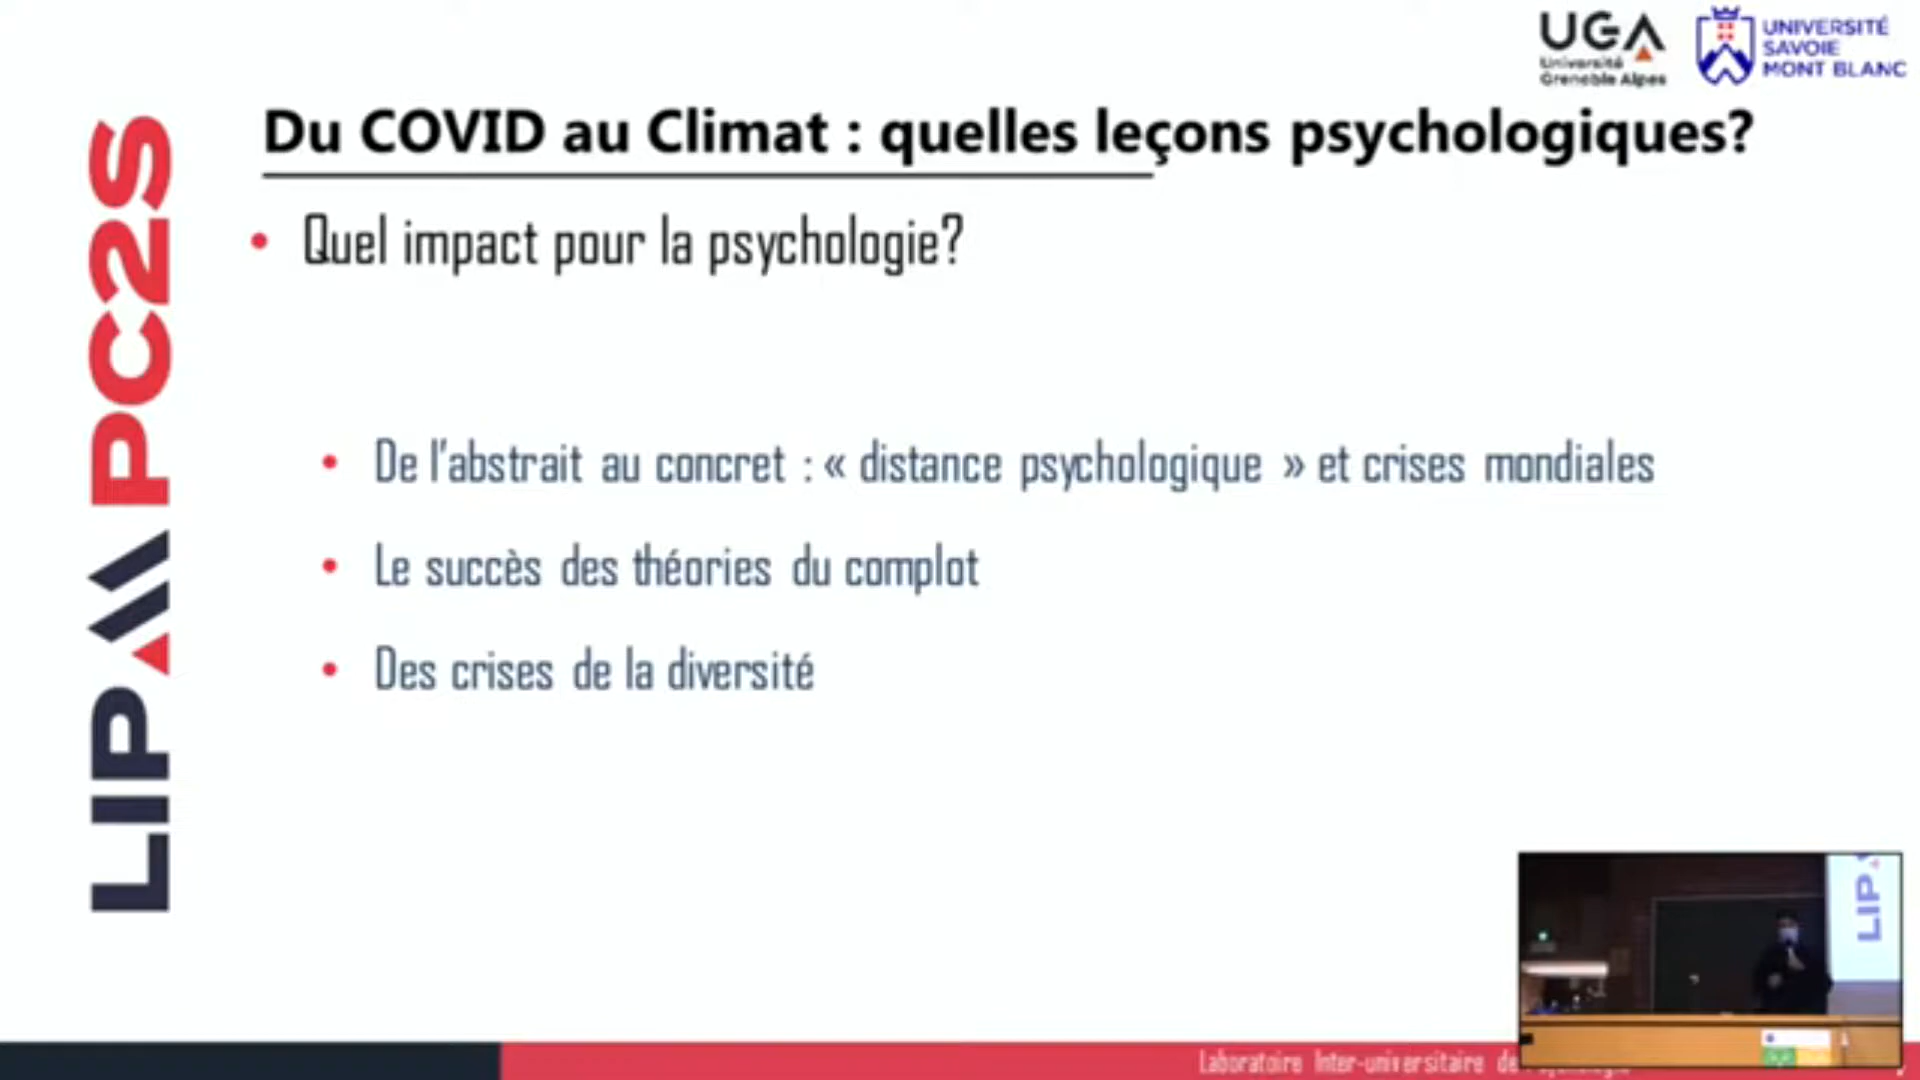 UGA
Université
Grenoble Alpes
UNIVERSITÉ
SAVOIE
MONT BLANC
Du COVID au Climat : quelles leçons psychologiques?
LIP PC2S
• Quel impact pour la psychologie?
• De l'abstrait au concret : « distance psychologique » et crises mondiales
• Le succès des théories du complot
• Des crises de la diversité
LIP
Laboratoire Inter-universitaire de